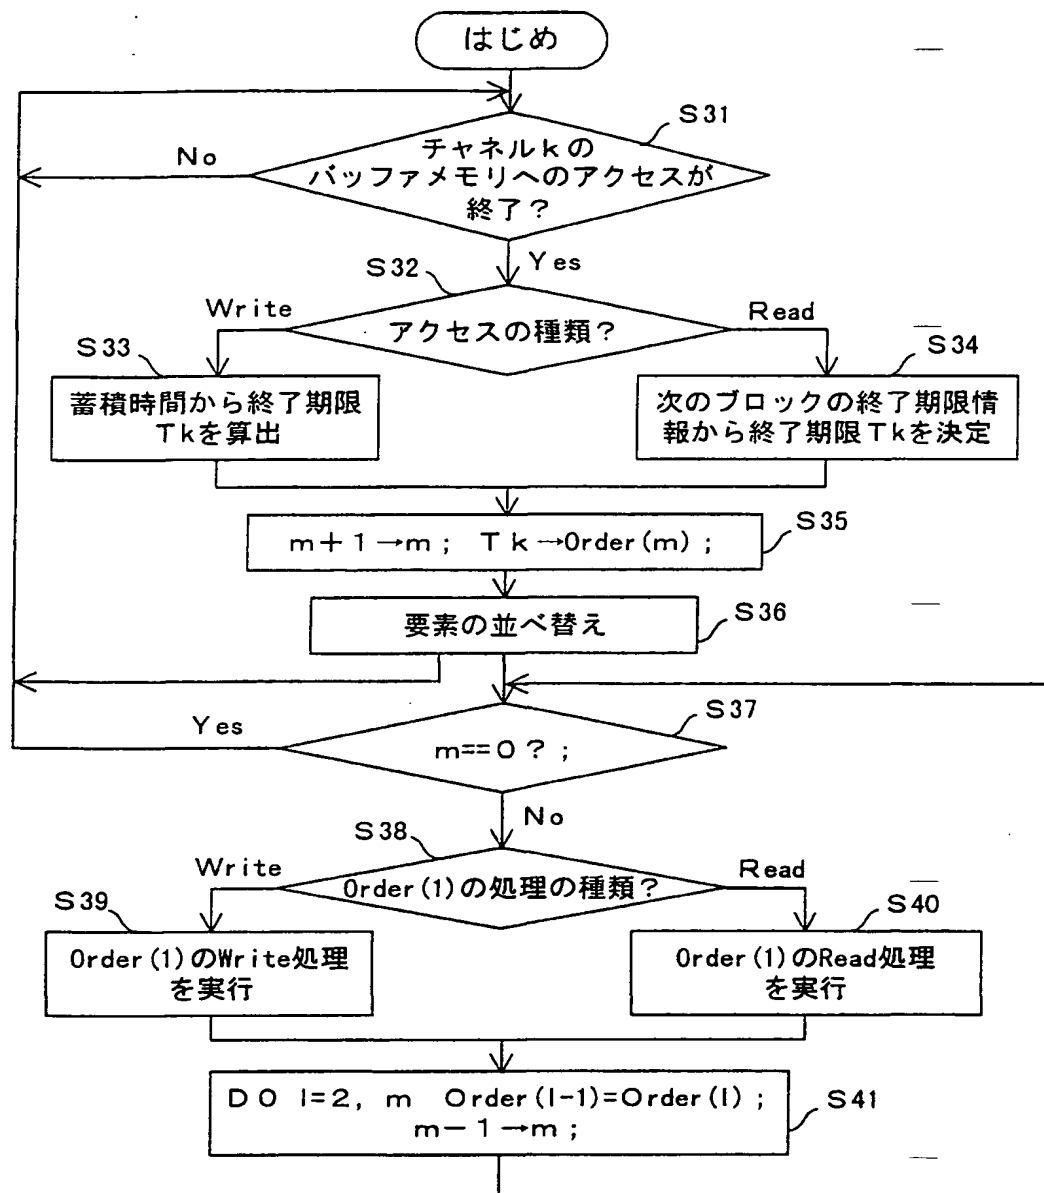 はじめ
S31
チャネルkの
バッファメモリへのアクセスが
終了?
No
Yes
S32
Write
アクセスの種類?
Read
S33
蓄積時間から終了期限
Tkを算出
S34
次のブロックの終了期限情
報から終了期限Tkを決定
m+1→m; Tk→Order(m);
S35
要素の並べ替え
S36
S37
Yes
m==0?;
No
S38
Write
Order(1)の処理の種類?
Read
S39
Order(1)のWrite処理
を実行
S40
Order(1)のRead処理
を実行
DO l=2, m Order(l-1)=Order(l);
m-1→m;
S41